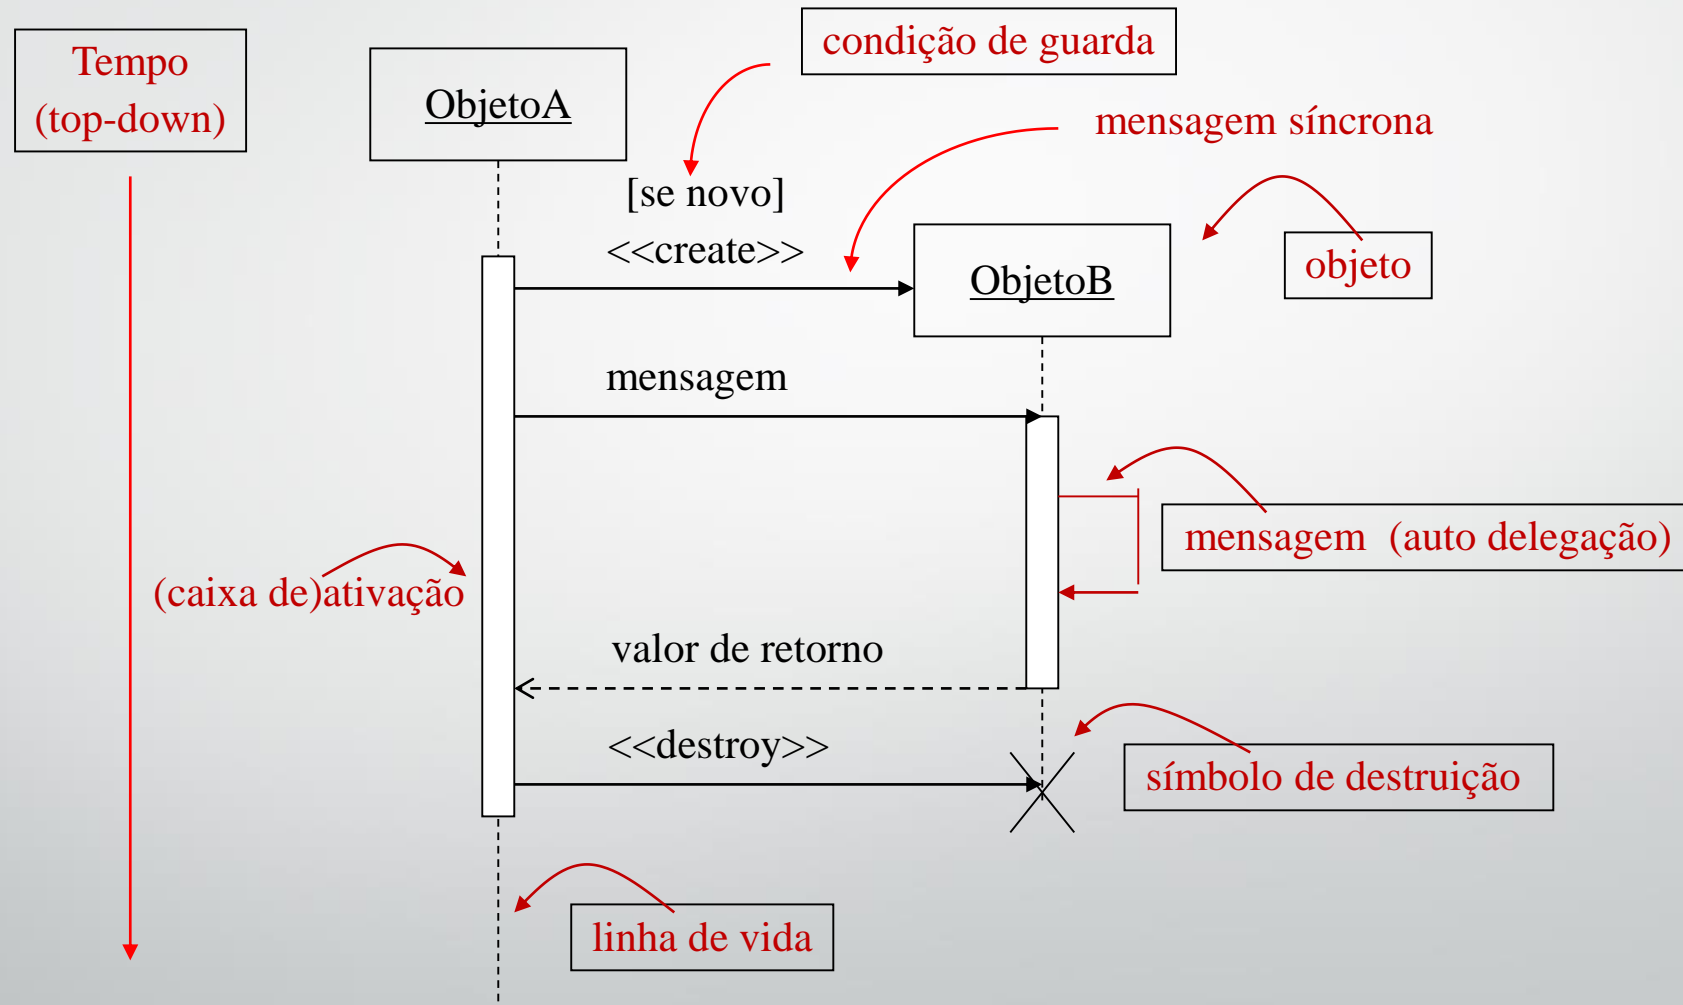 condição de guarda
Tempo
(top-down)
ObjetoA
mensagem síncrona
[se novo]
<<create>>
ObjetoB
objeto
mensagem
mensagem  (auto delegação)
(caixa de)ativação
valor de retorno
<<destroy>>
símbolo de destruição
linha de vida